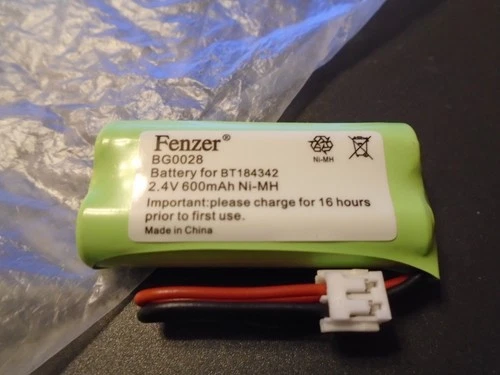 Fenzer®
BG0028
Battery for BT184342
2.4V 600mAh Ni-MH
Important:please charge for 16 hours
prior to first use.
Made in China
Ni-MH